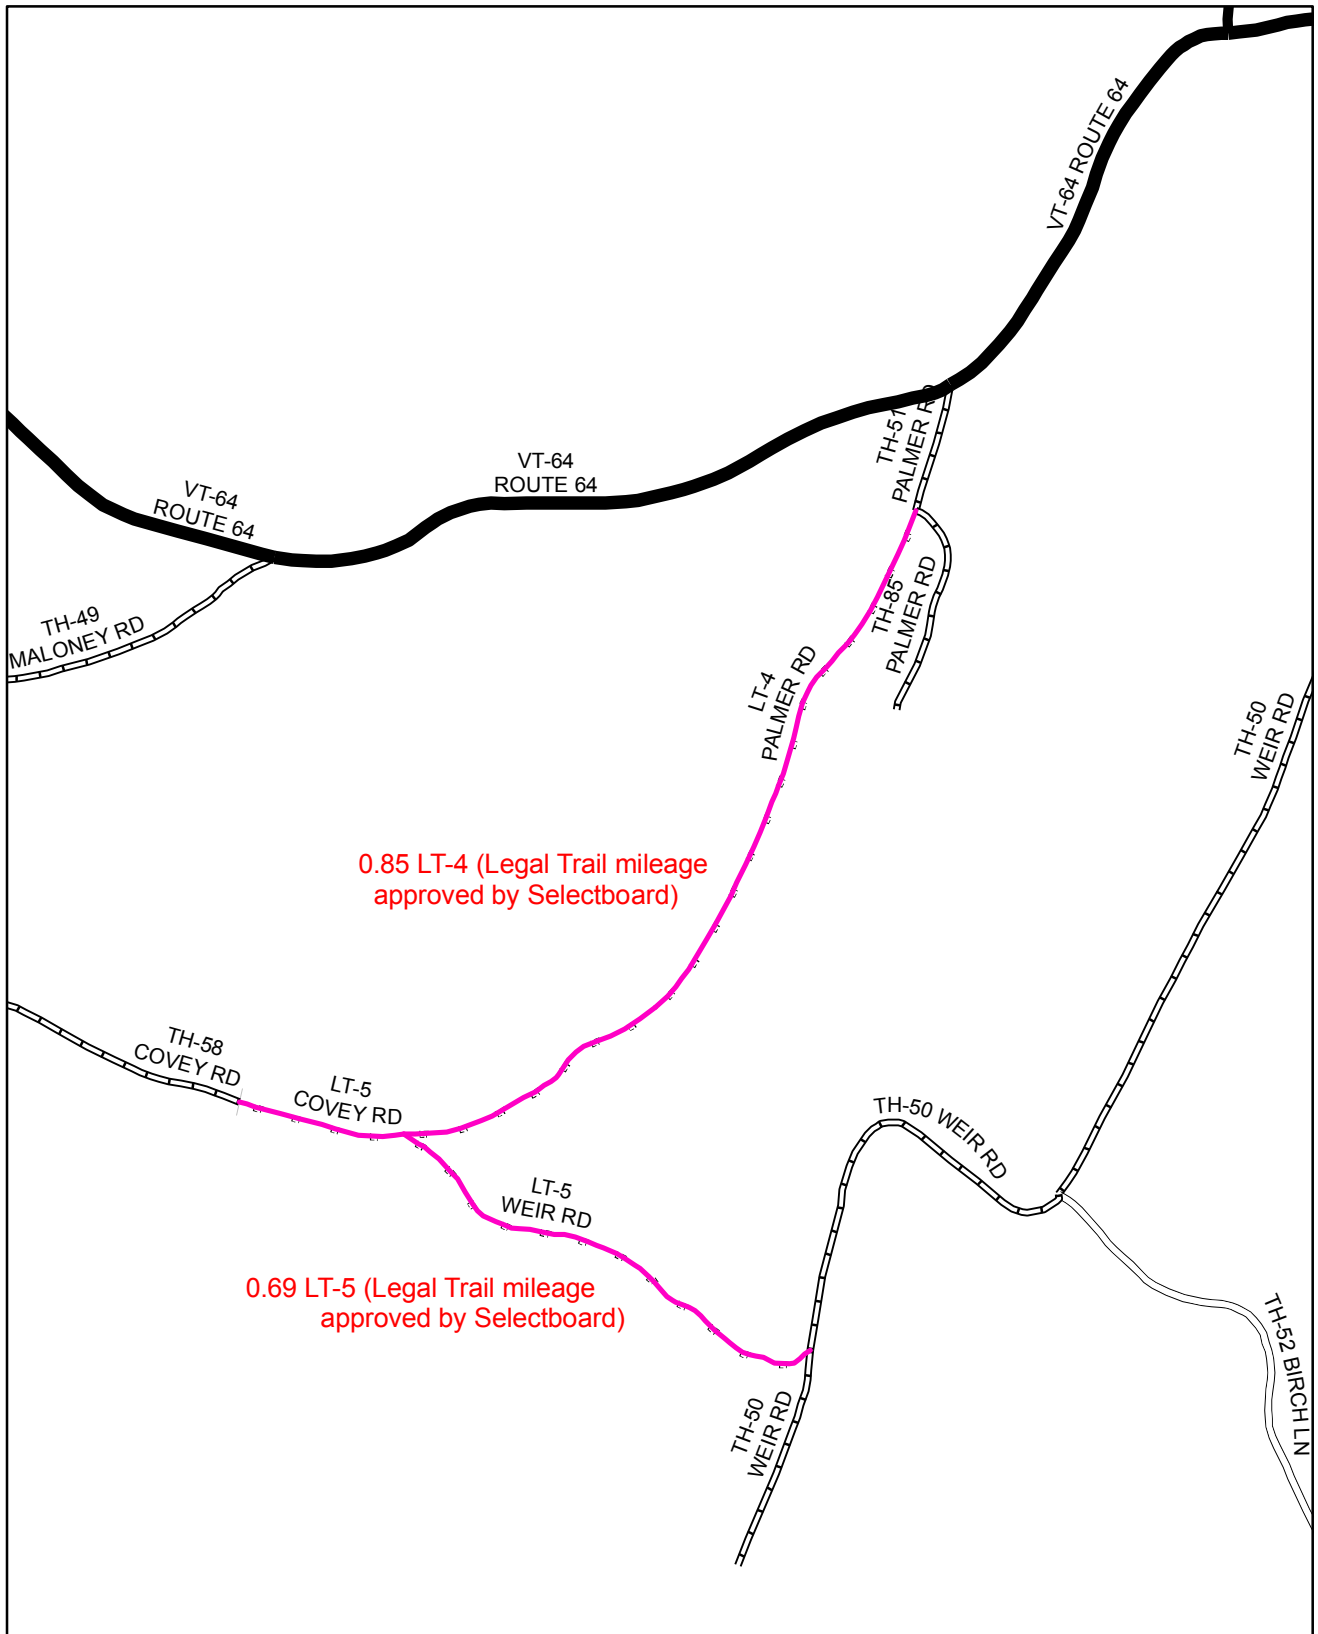 VT-64 ROUTE 64
VT-64
ROUTE 64
VT-64
ROUTE 64
TH-51
PALMER RD
TH-49
MALONEY RD
TH-85
PALMER RD
LT-4
PALMER RD
TH-50
WEIR RD
0.85 LT-4 (Legal Trail mileage
approved by Selectboard)
TH-58
COVEY RD
LT-5
COVEY RD
TH-50 WEIR RD
LT-5
WEIR RD
0.69 LT-5 (Legal Trail mileage
approved by Selectboard)
TH-52 BIRCH LN
TH-50
WEIR RD